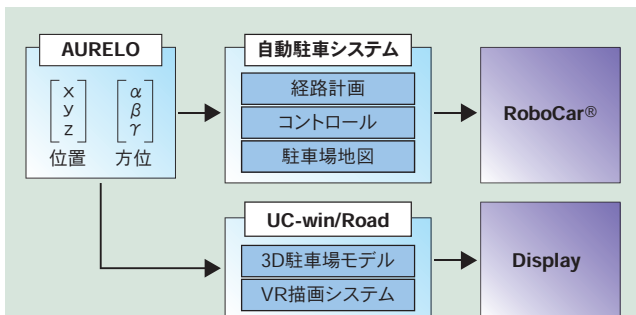 AURELO
x
y
z
位置
α
β
γ
方位
自動駐車システム
経路計画
コントロール
駐車場地図
RoboCar®
UC-win/Road
3D駐車場モデル
VR描画システム
Display